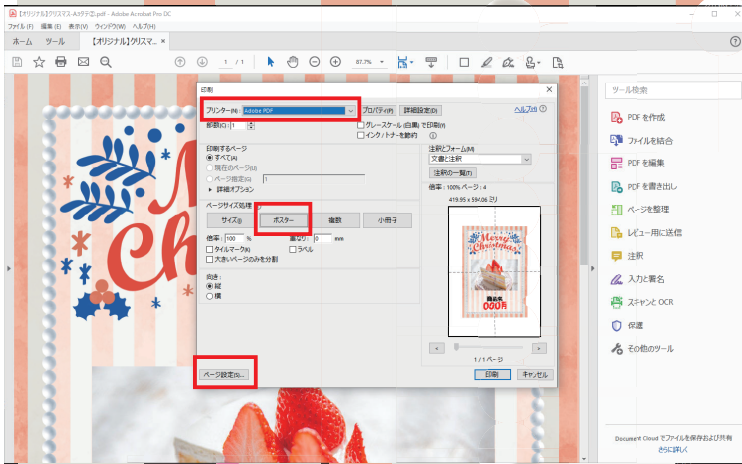 【オリジナル】クリスマス-A3タテ②.pdf - Adobe Acrobat Pro DC
ファイル(F) 編集(E) 表示(V) ウィンドウ(W) ヘルプ(H)
ホーム ツール 【オリジナル】クリスマ... ×
1 / 1 87.7%
ツール検索
PDF を作成
ファイルを結合
PDF を編集
PDF を書き出し
ページを整理
レビュー用に送信
注釈
入力と署名
スキャンと OCR
保護
その他のツール
Document Cloud でファイルを保存および共有
さらに詳しく
印刷
プリンター(N): Adobe PDF プロパティ(P) 詳細設定(D) ヘルプ(H)
部数(C): 1 グレースケール (白黒) で印刷(Y)
インク/トナーを節約
印刷するページ
すべて(A)
現在のページ(U)
ページ指定(G) 1
詳細オプション
ページサイズ処理
サイズ(I) ポスター 複数 小冊子
倍率: 100 % 重なり: 0 mm
タイルマーク(K) ラベル
大きいページのみを分割
向き:
縦
横
注釈とフォーム(M)
文書と注釈
注釈の一覧(T)
倍率: 100% ページ: 4
419.95 x 594.06 ミリ
Merry
Christmas
商品名
000円
1 / 1 ページ
ページ設定(S)... 印刷 キャンセル